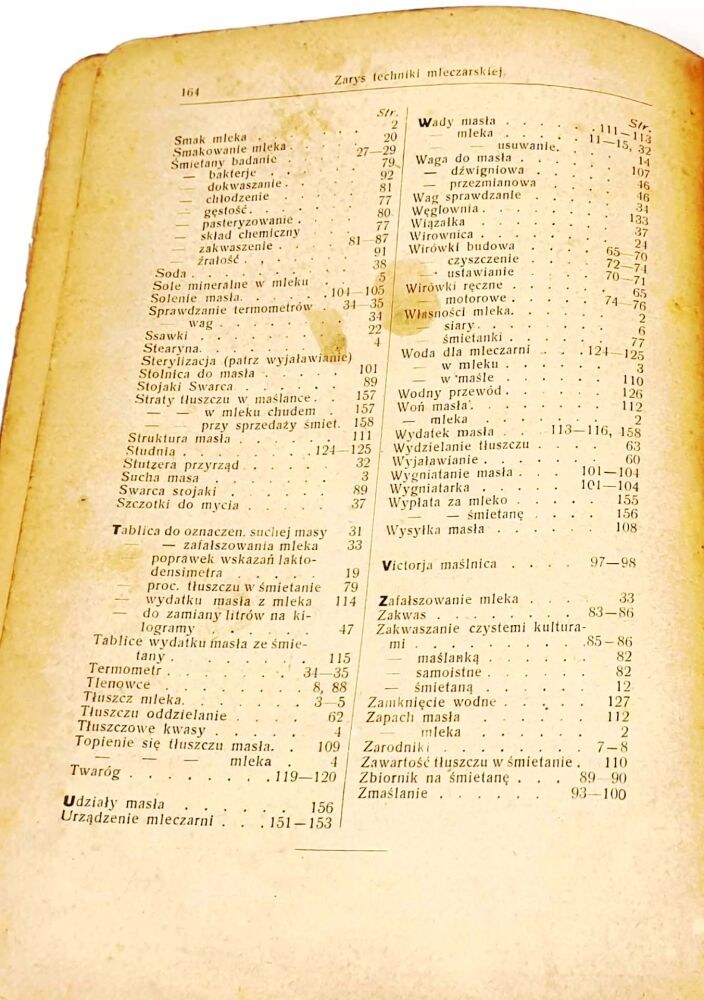 164
Zarys techniki mleczarskiej.
Str.
Smak mleka . . . . . 2
Smakowanie mleka . . . . 20
Śmietany badanie . . . 27—29
— bakterje . . . . 79
— dokwaszanie . . . . 92
— chłodzenie . . . . 81
— gęstość . . . . . 77
— pasteryzowanie . . . . 80
— skład chemiczny . . . 77
— zakwaszenie . . . 81—87
— źrałość . . . . . 91
Soda . . . . . . . 38
Sole mineralne w mleku . . 5
Solenie masła . . . . 104—105
Sprawdzanie termometrów 34—35
— wag . . . . . . 34
Ssawki . . . . . . 22
Stearyna . . . . . . 4
Sterylizacja (patrz wyjaławianie)
Stolnica do masła . . . . 101
Stojaki Swarca . . . . . 89
Straty tłuszczu w maślance . . 157
— — w mleku chudem . 157
— przy sprzedaży śmiet. 158
Struktura masła . . . . . 111
Studnia . . . . . . 124—125
Stutzera przyrząd . . . . 32
Sucha masa . . . . . 3
Swarca stojaki . . . . . 89
Szczotki do mycia . . . . 37
Tablica do oznaczen. suchej masy 31
— — zafałszowania mleka 33
poprawek wskazań lakto-
densimetra . . . . . 19
— proc. tłuszczu w śmietanie 79
— wydatku masła z mleku 114
— do zamiany litrów na ki-
logramy . . . . . . 47
Tablice wydatku masła ze śmie-
tany . . . . . . . 115
Termometr . . . . . 34—35
Tlenowce . . . . . . 8, 88
Tłuszcz mleka . . . . . 3—5
Tłuszczu oddzielanie . . . . 62
Tłuszczowe kwasy . . . . 4
Topienie się tłuszczu masła. . 109
— — — mleka . 4
Twaróg . . . . . . . 119—120
Udziały masła . . . . . . 156
Urządzenie mleczarni . . . 151—153
Str.
Wady masła . . . . . 111—113
— mleka . . . . 11—15, 32
— — usuwanie. . . . 14
Waga do masła . . . . . 107
— dźwigniowa . . . . 46
— przezmianowa . . . . 46
Wag sprawdzanie . . . . 34
Węglownia . . . . . . 133
Wiązałka . . . . . . 37
Wirownica . . . . . . 24
Wirówki budowa . . . . 65—70
czyszczenie . . . . 72—74
— ustawianie . . . . 70—71
Wirówki ręczne . . . . . 65
— motorowe . . . . 74—76
Własności mleka. . . . . 2
siary . . . . . . 6
śmietanki . . . . . 77
Woda dla mleczarni . . . 124—125
— w mleku . . . . . 3
— w maśle . . . . . 110
Wodny przewód . . . . . 126
Woń masła . . . . . . 112
— mleka . . . . . . 2
Wydatek masła . . . 113—116, 158
Wydzielanie tłuszczu . . . . 63
Wyjaławianie . . . . . . 60
Wygniatanie masła . . . 101—104
Wygniatarka . . . . . 101—104
Wypłata za mleko . . . . 155
— — śmietanę . . . . 156
Wysyłka masła . . . . . 108
Victorja maślnica . . . . 97—98
Zafałszowanie mleka . . . . 33
Zakwas . . . . . . . 83—86
Zakwaszanie czystemi kultura-
mi . . . . . . . .85—86
— maślanką . . . . . 82
— samoistne . . . . . 82
— śmietaną . . . . . 12
Zamknięcie wodne . . . . 127
Zapach masła . . . . . 112
— mleka . . . . . . 2
Zarodniki . . . . . . 7—8
Zawartość tłuszczu w śmietanie . 110
Zbiornik na śmietanę . . . 89—90
Zmaślanie . . . . . . 93—100